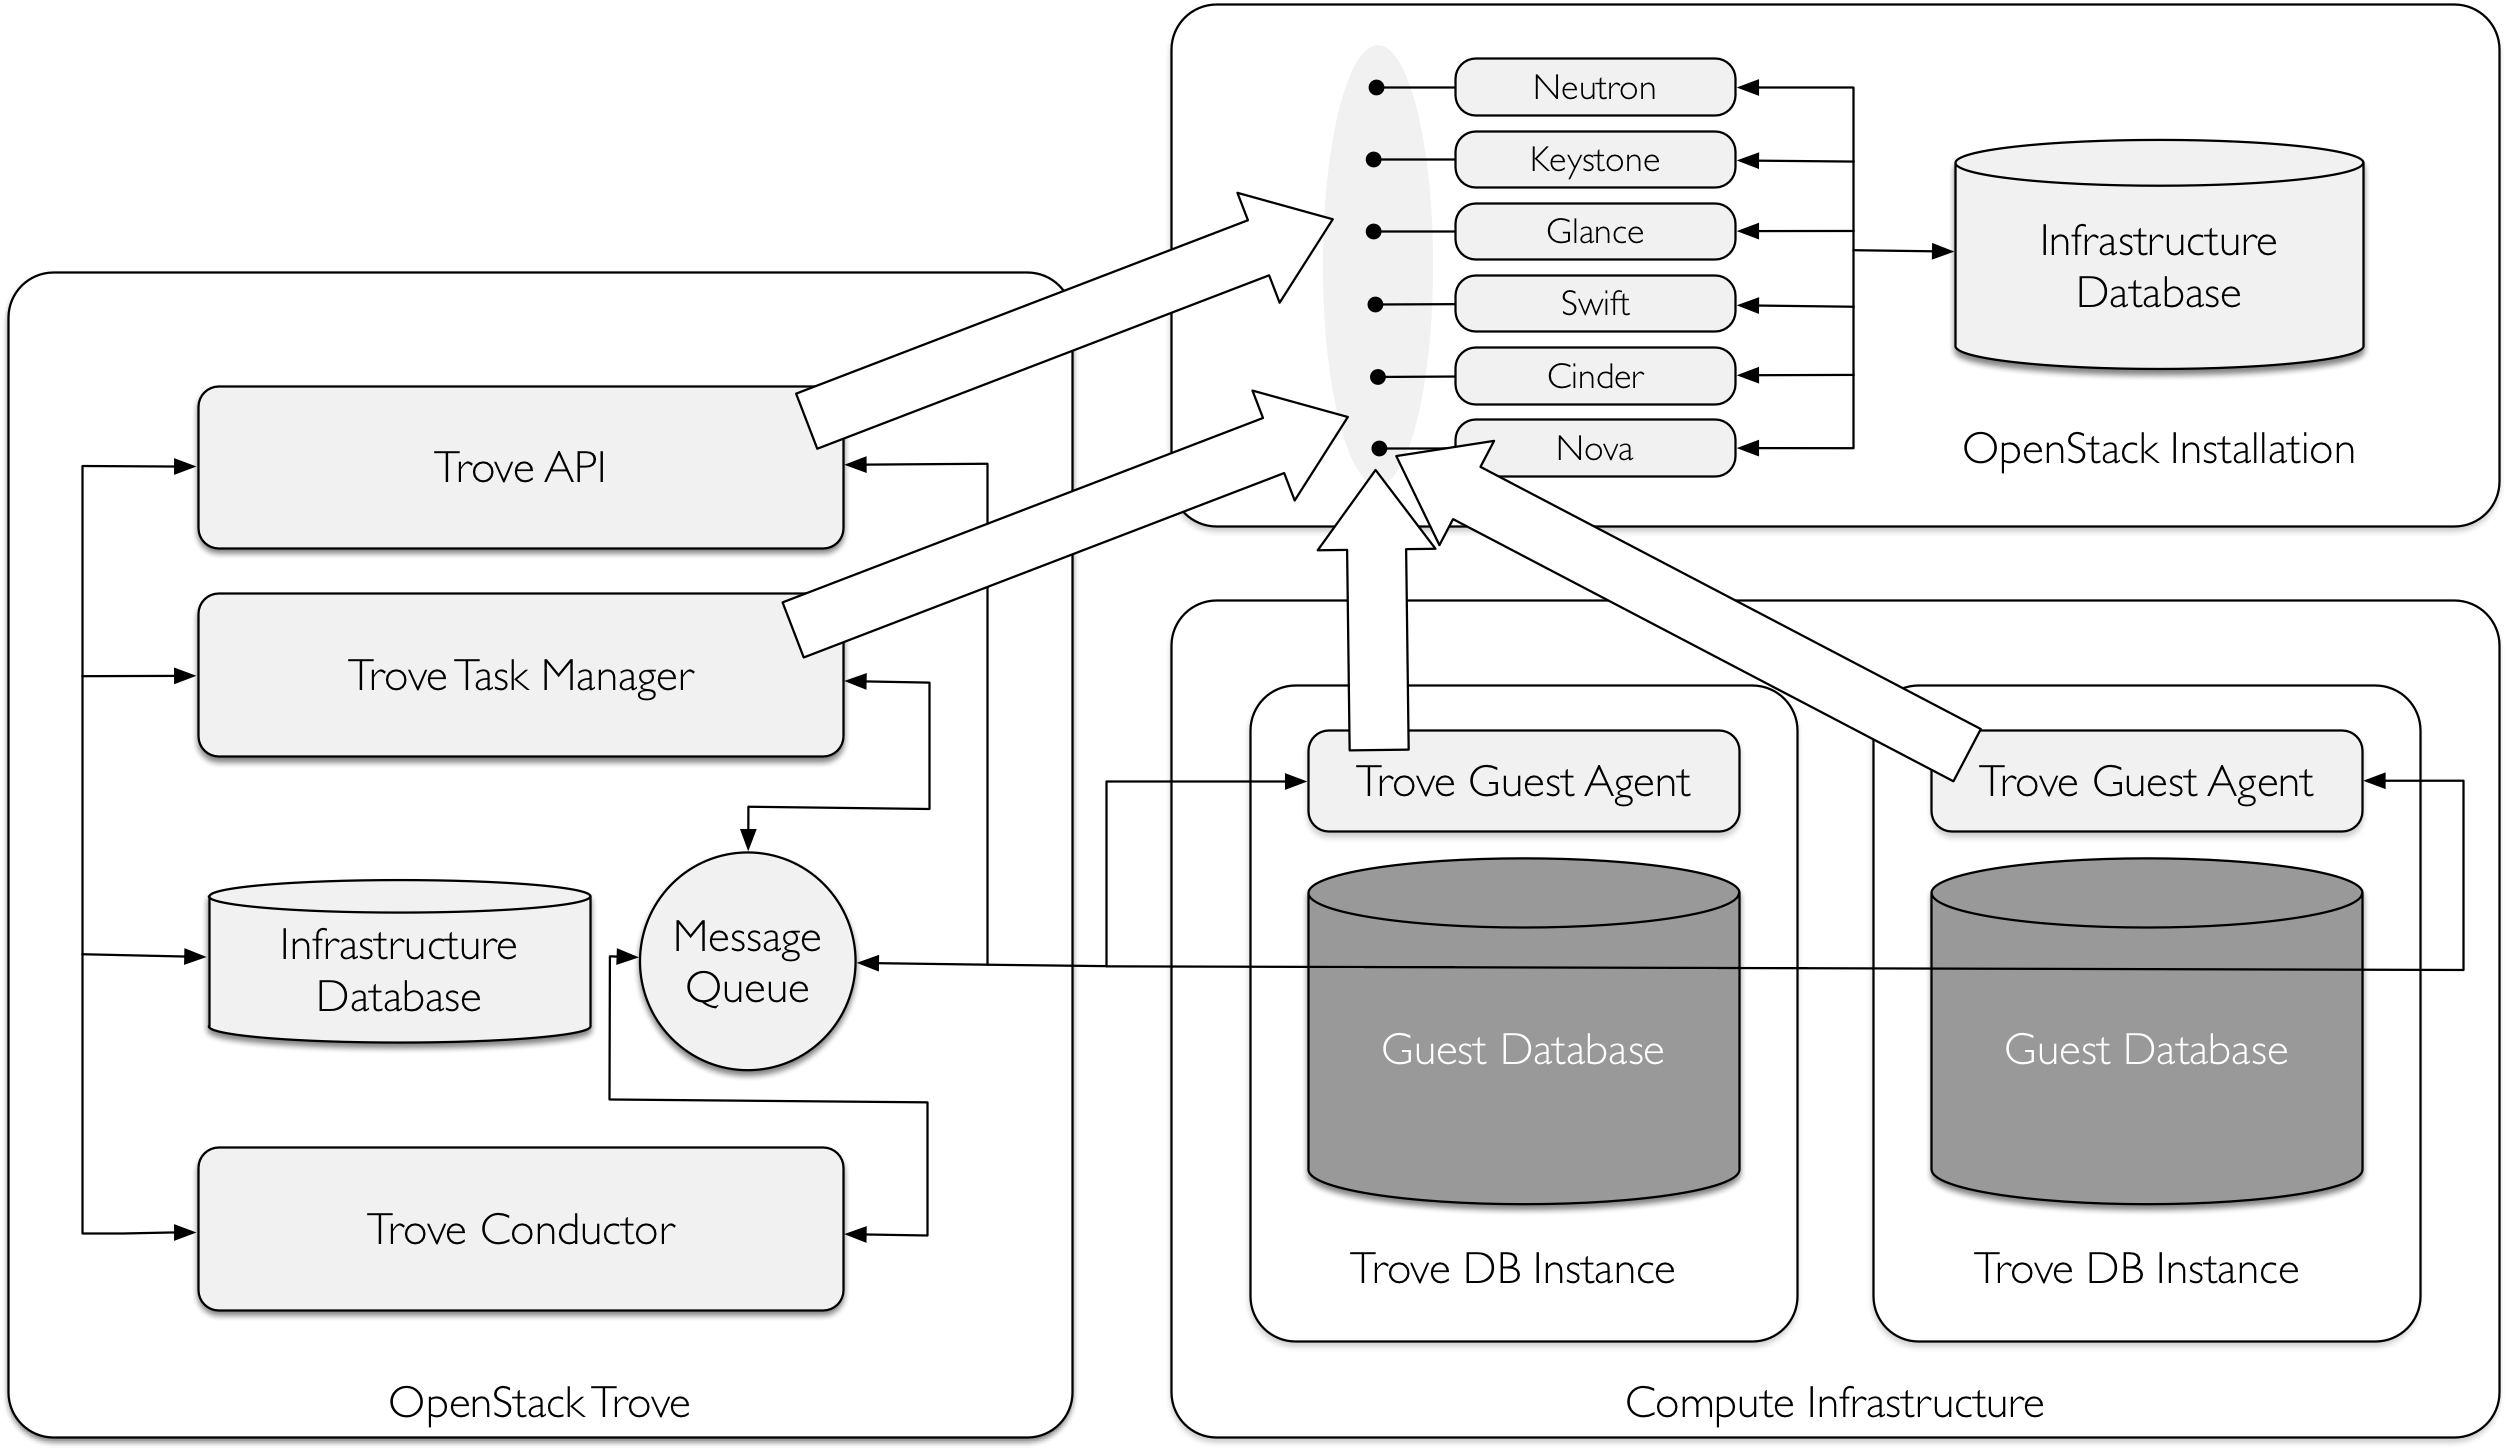 Neutron
Keystone
Glance
Swift
Cinder
Nova
Infrastructure
Database
OpenStack Installation
Trove API
Trove Task Manager
Infrastructure
Database
Message
Queue
Trove Conductor
OpenStack Trove
Trove Guest Agent
Guest Database
Trove DB Instance
Trove Guest Agent
Guest Database
Trove DB Instance
Compute Infrastructure